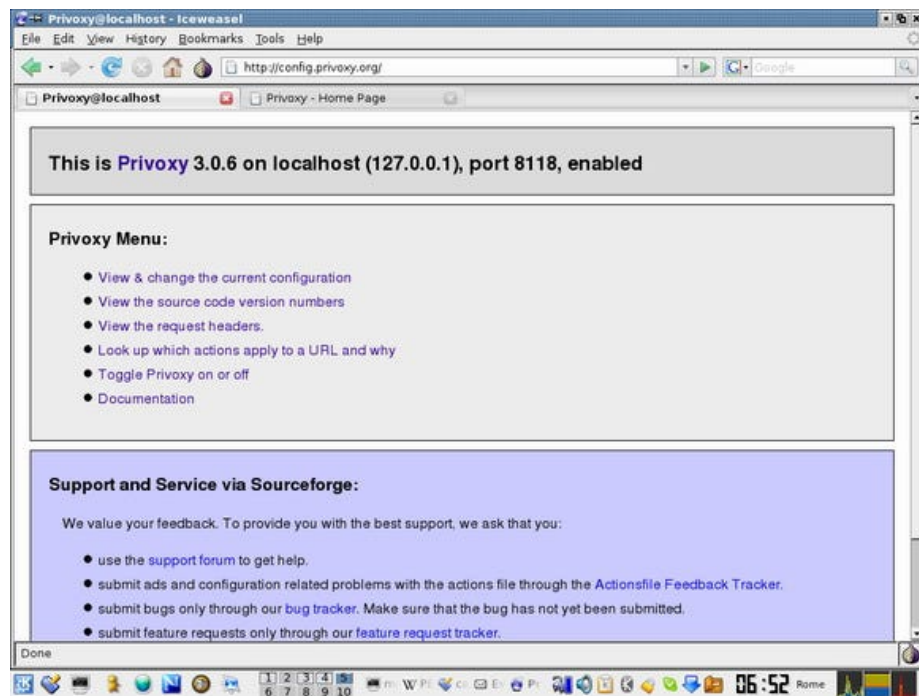 Privoxy@localhost - Iceweasel
File Edit View History Bookmarks Tools Help
http://config.privoxy.org/
G Google
Privoxy@localhost
Privoxy - Home Page
This is Privoxy 3.0.6 on localhost (127.0.0.1), port 8118, enabled
Privoxy Menu:
View & change the current configuration
View the source code version numbers
View the request headers.
Look up which actions apply to a URL and why
Toggle Privoxy on or off
Documentation
Support and Service via Sourceforge:
We value your feedback. To provide you with the best support, we ask that you:
use the support forum to get help.
submit ads and configuration related problems with the actions file through the Actionsfile Feedback Tracker.
submit bugs only through our bug tracker. Make sure that the bug has not yet been submitted.
submit feature requests only through our feature request tracker.
Done
1 2 3 4 5
6 7 8 9 10
06:52 Rome